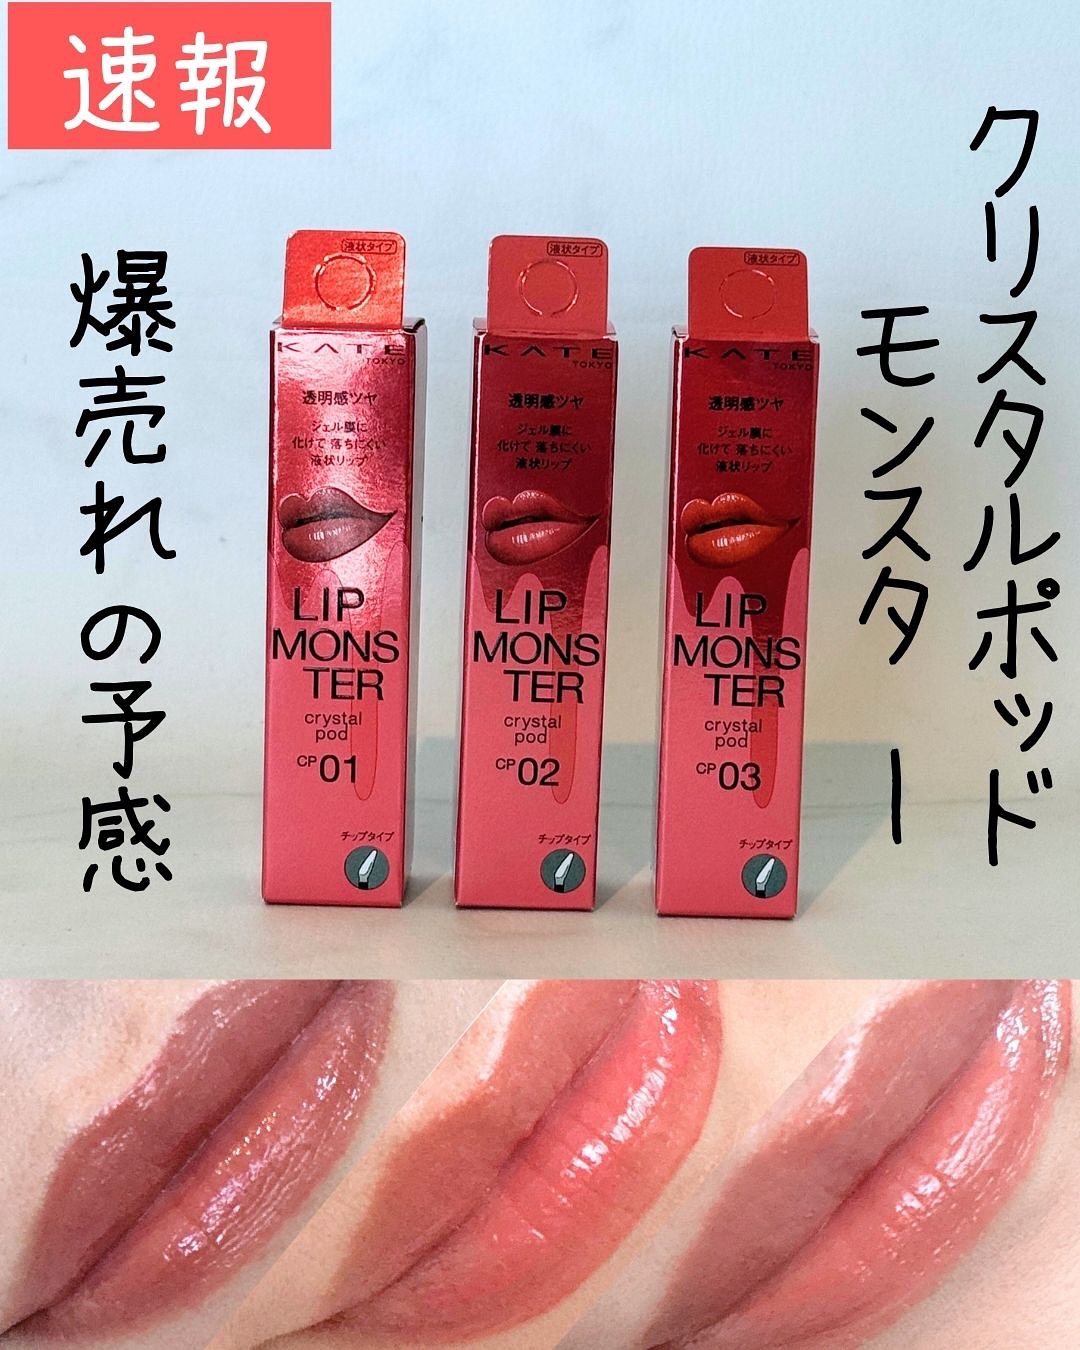 速報
クリスタルポッド
モンスター
爆売れの予感
液状タイプ
KATE
TOKYO
透明感ツヤ
ジェル膜に
化けて 落ちにくい
液状リップ
LIP
MONS
TER
crystal
pod
CP01
チップタイプ
液状タイプ
KATE
TOKYO
透明感ツヤ
ジェル膜に
化けて 落ちにくい
液状リップ
LIP
MONS
TER
crystal
pod
CP02
チップタイプ
液状タイプ
KATE
TOKYO
透明感ツヤ
ジェル膜に
化けて 落ちにくい
液状リップ
LIP
MONS
TER
crystal
pod
CP03
チップタイプ